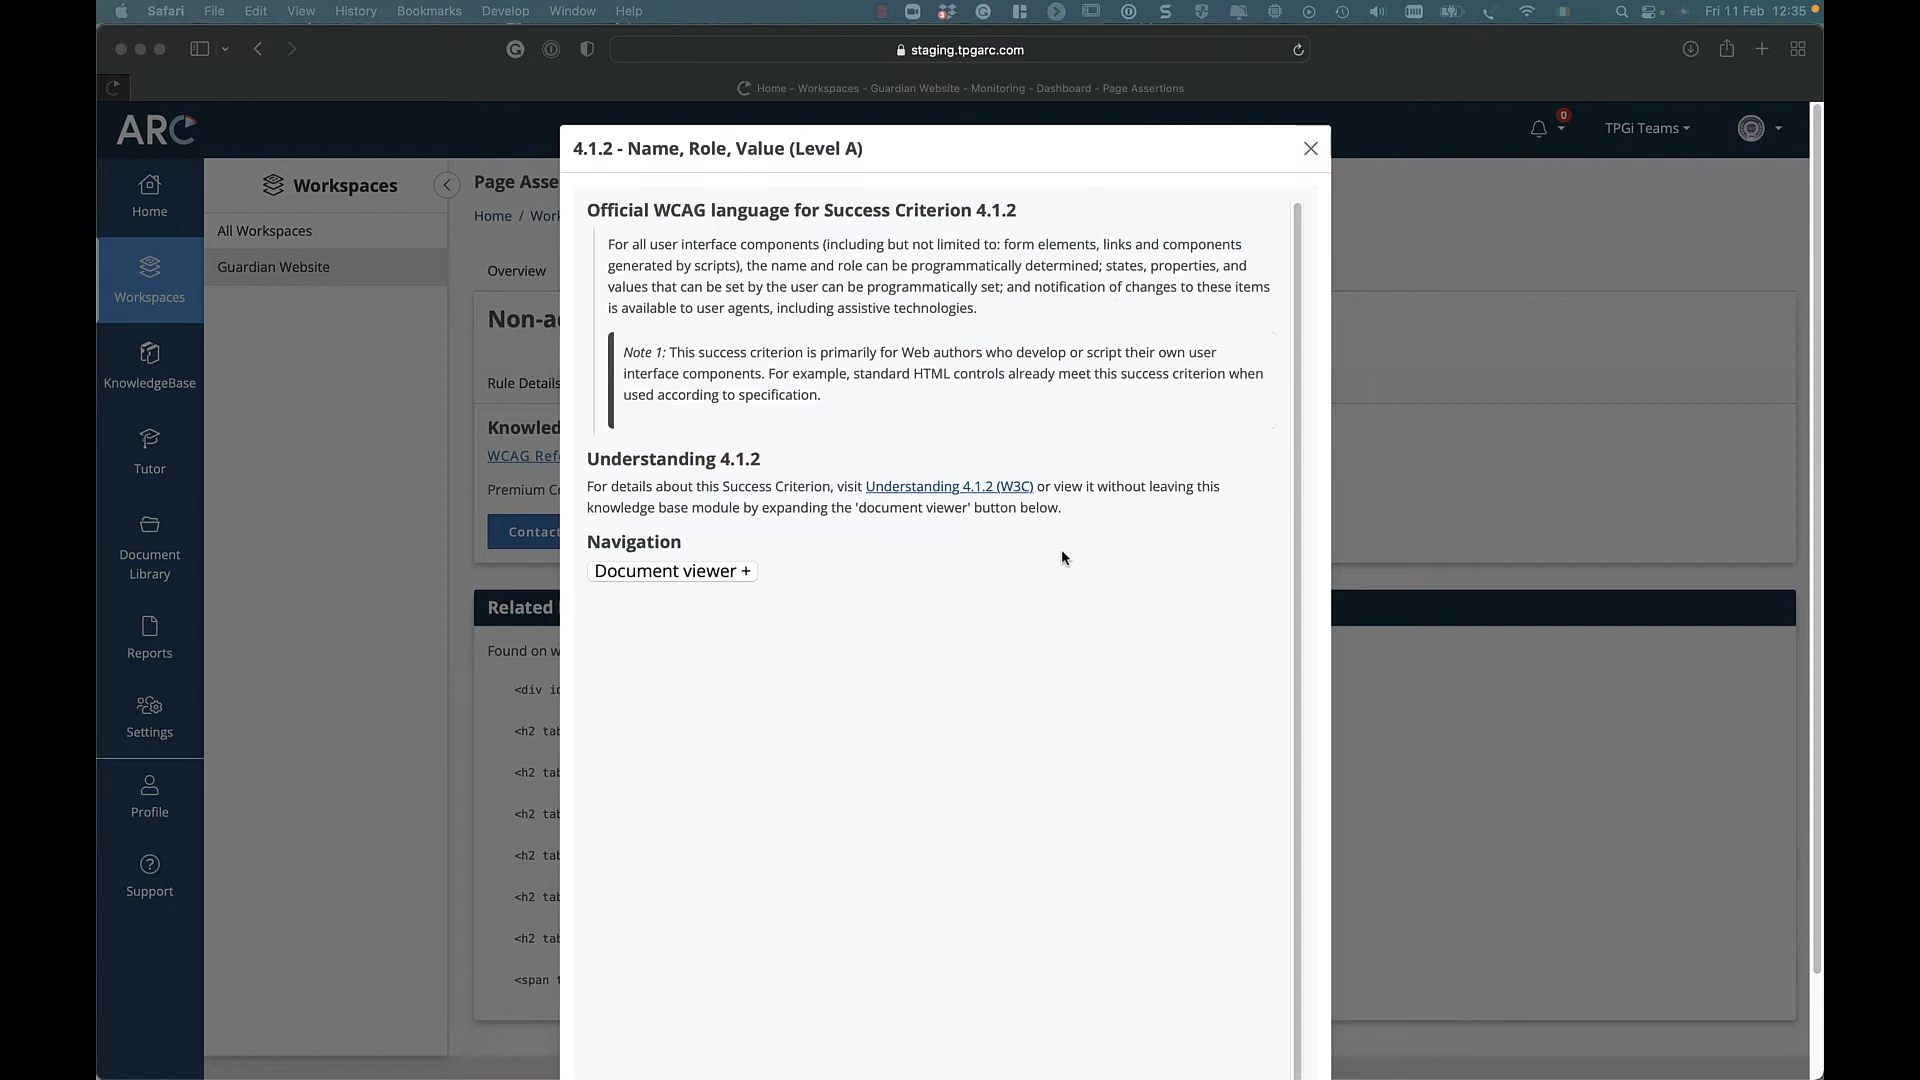 Safari File Edit View History Bookmarks Develop Window Help
Fri 11 Feb 12:35
staging.tpgarc.com
Home - Workspaces - Guardian Website - Monitoring - Dashboard - Page Assertions
ARC
0
TPGi Teams
Home
Workspaces
KnowledgeBase
Tutor
Document
Library
Reports
Settings
Profile
Support
Workspaces
All Workspaces
Guardian Website
Page Asse
Home / Work
Overview
Non-a
Rule Details
Knowled
WCAG Ref
Premium Co
Contact
Related
Found on w
<div id
<h2 tab
<h2 tab
<h2 tab
<h2 tab
<h2 tab
<h2 tab
<span t
4.1.2 - Name, Role, Value (Level A)
Official WCAG language for Success Criterion 4.1.2
For all user interface components (including but not limited to: form elements, links and components
generated by scripts), the name and role can be programmatically determined; states, properties, and
values that can be set by the user can be programmatically set; and notification of changes to these items
is available to user agents, including assistive technologies.
Note 1: This success criterion is primarily for Web authors who develop or script their own user
interface components. For example, standard HTML controls already meet this success criterion when
used according to specification.
Understanding 4.1.2
For details about this Success Criterion, visit Understanding 4.1.2 (W3C) or view it without leaving this
knowledge base module by expanding the 'document viewer' button below.
Navigation
Document viewer +